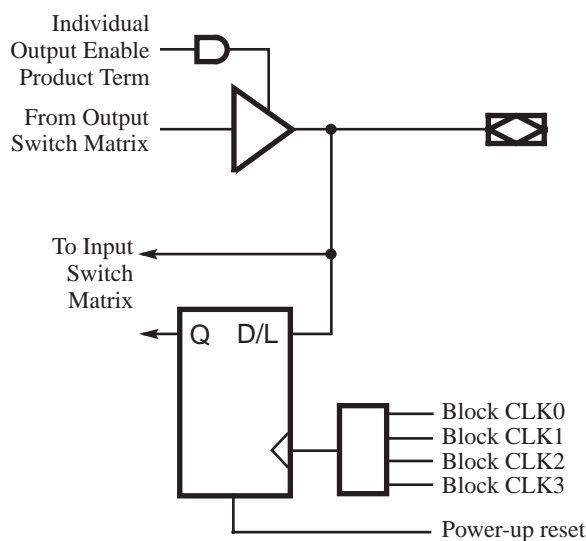 Individual
Output Enable
Product Term
From Output
Switch Matrix
To Input
Switch
Matrix
Q D/L
Block CLK0
Block CLK1
Block CLK2
Block CLK3
Power-up reset